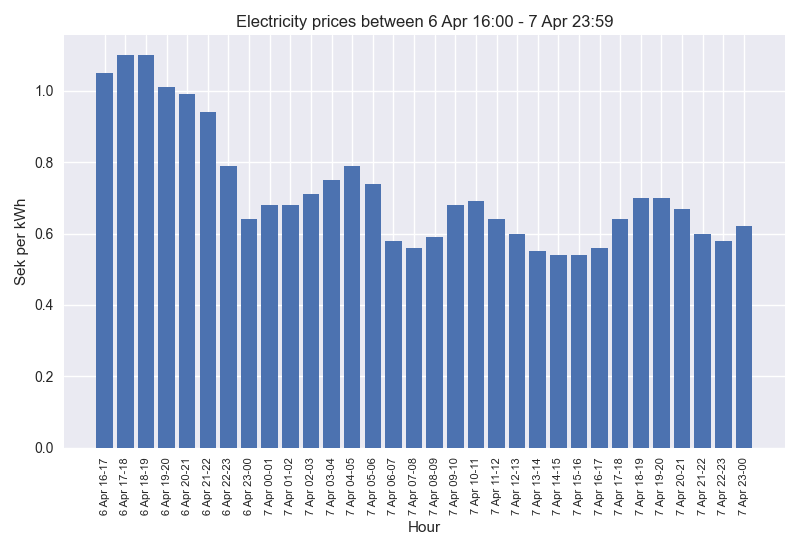 Electricity prices between 6 Apr 16:00 - 7 Apr 23:59
Sek per kWh
1.0
0.8
0.6
0.4
0.2
0.0
6 Apr 16-17
6 Apr 17-18
6 Apr 18-19
6 Apr 19-20
6 Apr 20-21
6 Apr 21-22
6 Apr 22-23
6 Apr 23-00
7 Apr 00-01
7 Apr 01-02
7 Apr 02-03
7 Apr 03-04
7 Apr 04-05
7 Apr 05-06
7 Apr 06-07
7 Apr 07-08
7 Apr 08-09
7 Apr 09-10
7 Apr 10-11
7 Apr 11-12
7 Apr 12-13
7 Apr 13-14
7 Apr 14-15
7 Apr 15-16
7 Apr 16-17
7 Apr 17-18
7 Apr 18-19
7 Apr 19-20
7 Apr 20-21
7 Apr 21-22
7 Apr 22-23
7 Apr 23-00
Hour